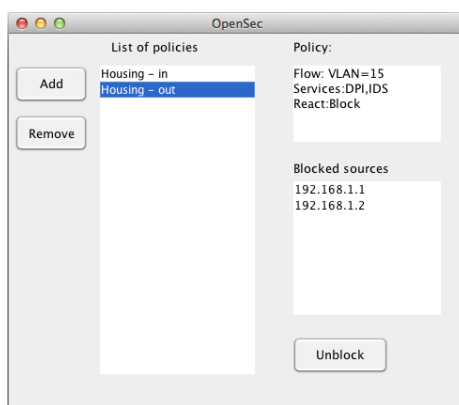 OpenSec
List of policies
Policy:
Add
Remove
Housing – in
Housing – out
Flow: VLAN=15
Services:DPI,IDS
React:Block
Blocked sources
192.168.1.1
192.168.1.2
Unblock